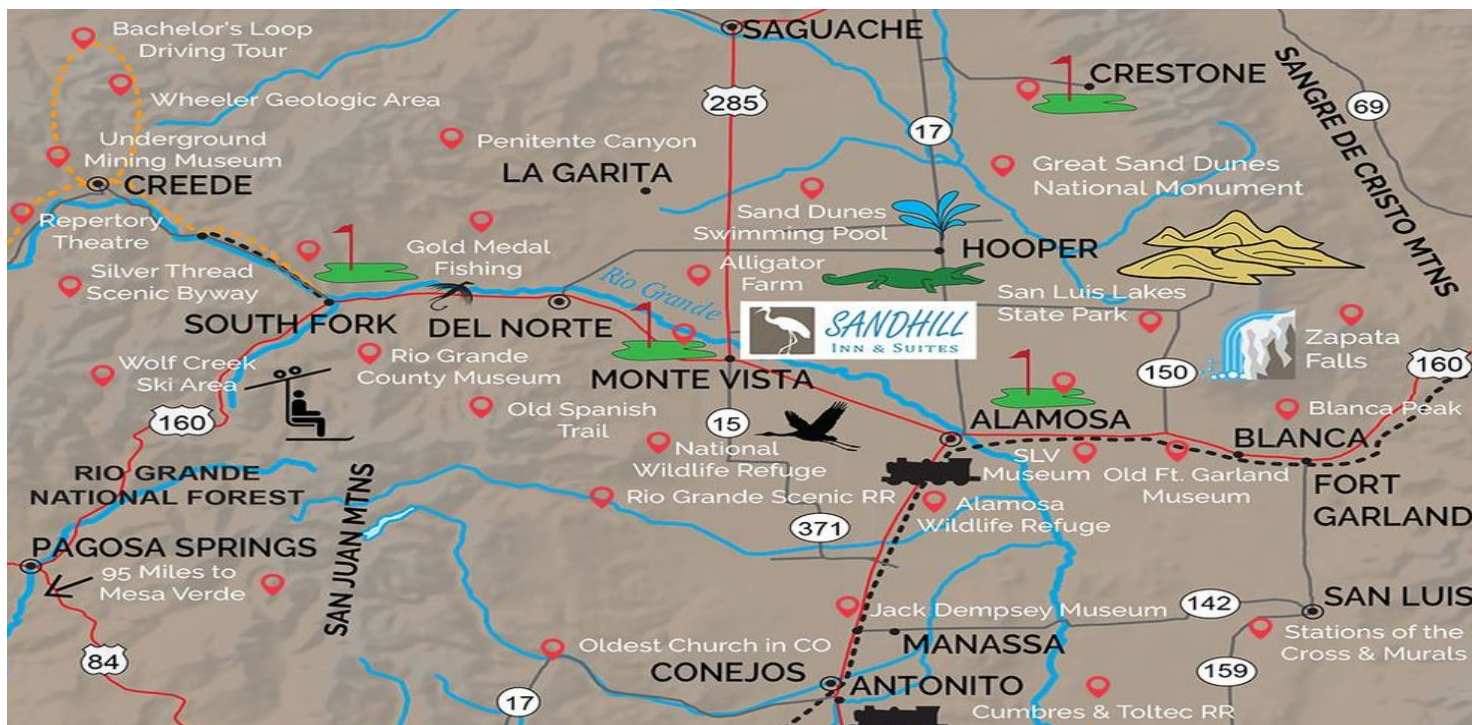 Bachelor's Loop
Driving Tour
SAGUACHE
Wheeler Geologic Area
285
CRESTONE
69
SANGRE DE CRISTO MTNS
17
Underground
Mining Museum
Penitente Canyon
Great Sand Dunes
National Monument
CREEDE
LA GARITA
Repertory
Theatre
Sand Dunes
Swimming Pool
Gold Medal
Fishing
HOOPER
Silver Thread
Scenic Byway
Alligator
Farm
Rio Grande
San Luis Lakes
State Park
SOUTH FORK
DEL NORTE
SANDHILL
INN & SUITES
Zapata
Falls
Wolf Creek
Ski Area
Rio Grande
County Museum
MONTE VISTA
150
160
160
Old Spanish
Trail
15
ALAMOSA
Blanca Peak
BLANCA
National
Wildlife Refuge
SLV
Museum
Old Ft. Garland
Museum
RIO GRANDE
NATIONAL FOREST
SAN JUAN MTNS
Rio Grande Scenic RR
Alamosa
Wildlife Refuge
FORT
GARLAND
371
PAGOSA SPRINGS
95 Miles to
Mesa Verde
Jack Dempsey Museum
142
SAN LUIS
MANASSA
Oldest Church in CO
Stations of the
Cross & Murals
84
CONEJOS
159
ANTONITO
17
Cumbres & Toltec RR